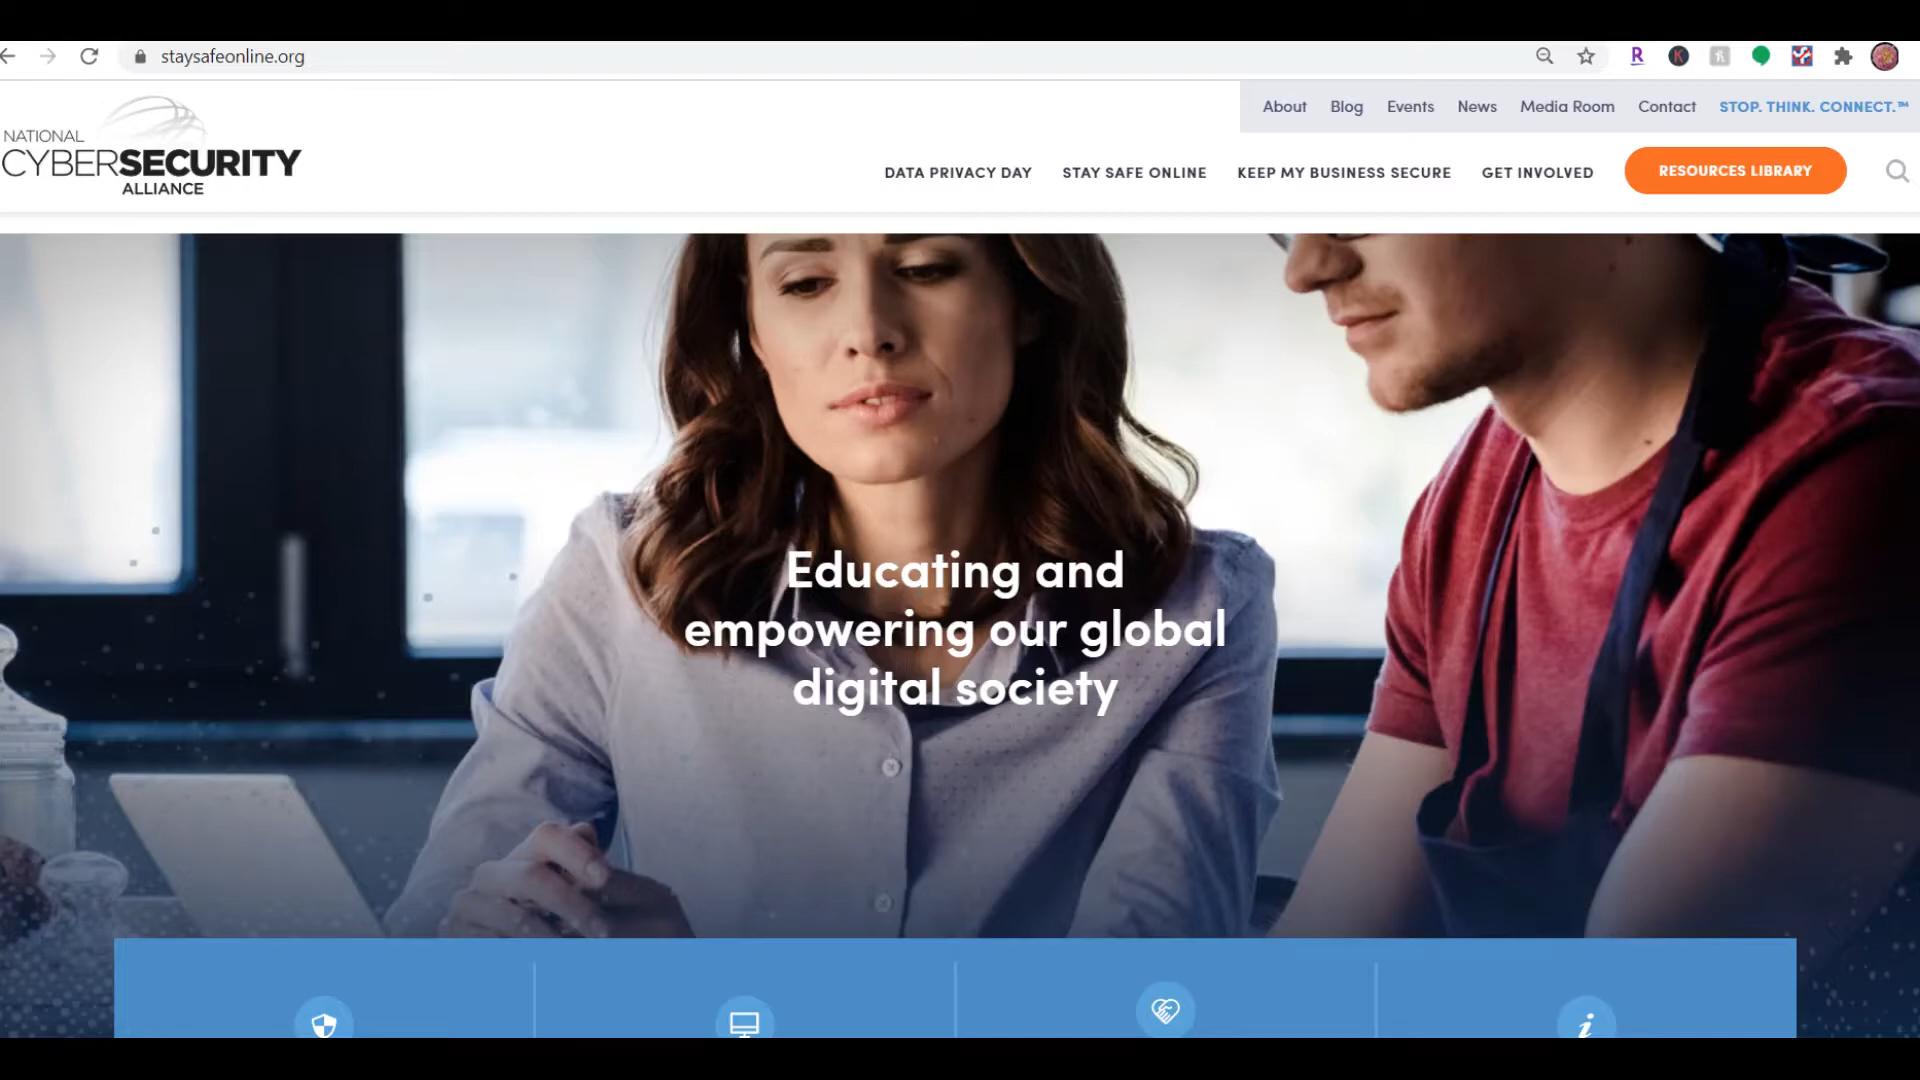 staysafeonline.org
About Blog Events News Media Room Contact STOP. THINK. CONNECT.™
NATIONAL
CYBERSECURITY
ALLIANCE
DATA PRIVACY DAY STAY SAFE ONLINE KEEP MY BUSINESS SECURE GET INVOLVED RESOURCES LIBRARY
Educating and
empowering our global
digital society